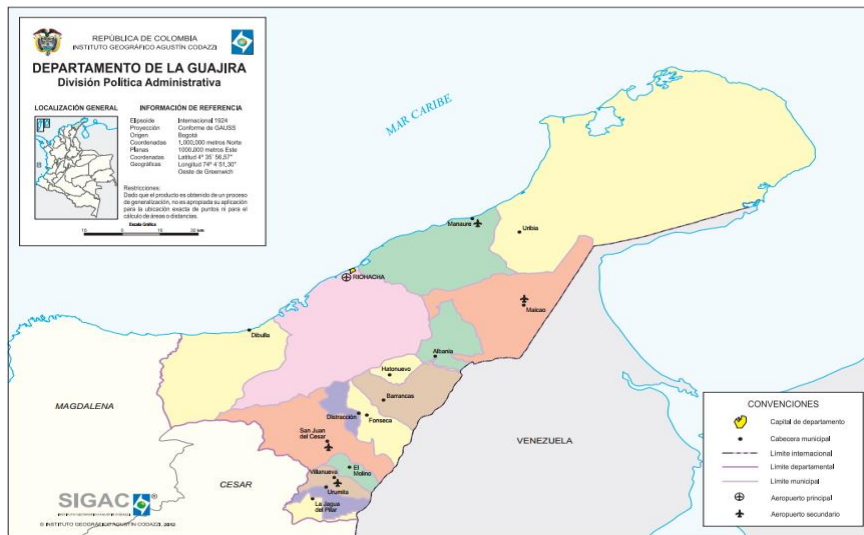 REPÚBLICA DE COLOMBIA
INSTITUTO GEOGRÁFICO AGUSTÍN CODAZZI
DEPARTAMENTO DE LA GUAJIRA
División Política Administrativa
LOCALIZACIÓN GENERAL
INFORMACIÓN DE REFERENCIA
Elipsoide Internacional 1924
Proyección Conforme de GAUSS
Origen Bogotá
Coordenadas 1,000,000 metros Norte
Planas 1000,000 metros Este
Coordenadas Latitud 4° 35´ 56,57"
Geográficas Longitud 74° 4´51,30"
Oeste de Greenwich
Restricciones:
Dado que el producto es obtenido de un proceso
de generalización, no es apropiada su aplicación
para la ubicación exacta de puntos ni para el
cálculo de áreas o distancias.
Escala Gráfica
MAR CARIBE
Manaure
Uribia
RIOHACHA
Maicao
Dibulla
Albania
Hatonuevo
Barrancas
MAGDALENA
Distracción
Fonseca
San Juan
del Cesar
VENEZUELA
El
Molino
Villanueva
CESAR
Urumita
La Jagua
del Pilar
SIGAC
© INSTITUTO GEOGRÁFICO AGUSTÍN CODAZZI, 2012
CONVENCIONES
Capital de departamento
Cabecera municipal
Límite internacional
Límite departamental
Límite municipal
Aeropuerto principal
Aeropuerto secundario